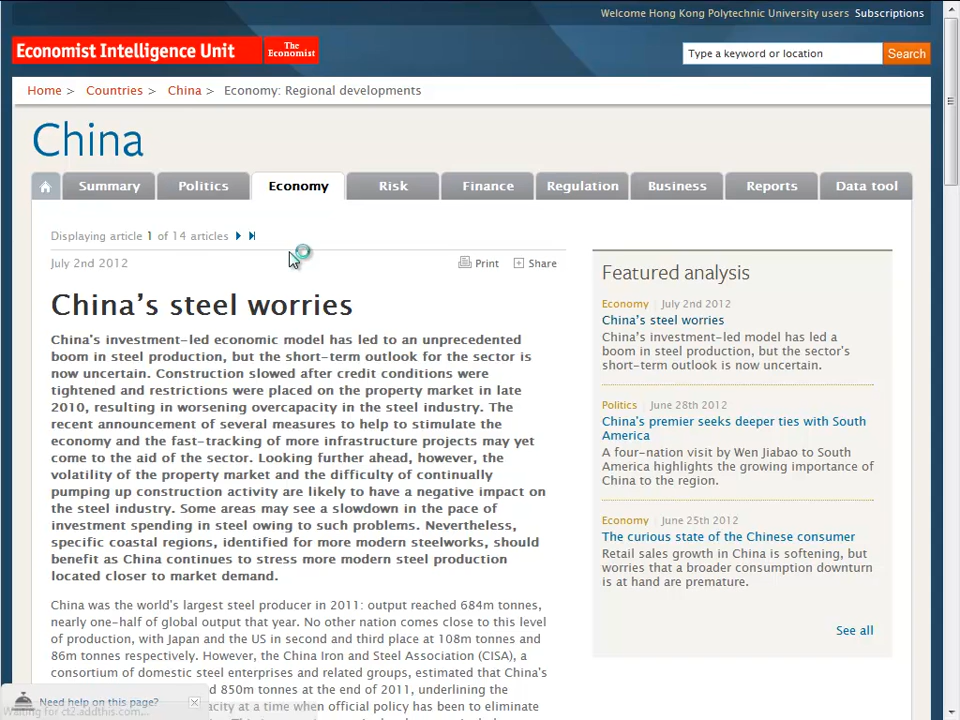 Welcome Hong Kong Polytechnic University users Subscriptions
Economist Intelligence Unit
The
Economist
Type a keyword or location
Search
Home > Countries > China > Economy: Regional developments
China
Summary Politics Economy Risk Finance Regulation Business Reports Data tool
Displaying article 1 of 14 articles
July 2nd 2012
Print Share
China's steel worries
China's investment-led economic model has led to an unprecedented
boom in steel production, but the short-term outlook for the sector is
now uncertain. Construction slowed after credit conditions were
tightened and restrictions were placed on the property market in late
2010, resulting in worsening overcapacity in the steel industry. The
recent announcement of several measures to help to stimulate the
economy and the fast-tracking of more infrastructure projects may yet
come to the aid of the sector. Looking further ahead, however, the
volatility of the property market and the difficulty of continually
pumping up construction activity are likely to have a negative impact on
the steel industry. Some areas may see a slowdown in the pace of
investment spending in steel owing to such problems. Nevertheless,
specific coastal regions, identified for more modern steelworks, should
benefit as China continues to stress more modern steel production
located closer to market demand.
China was the world's largest steel producer in 2011: output reached 684m tonnes,
nearly one-half of global output that year. No other nation comes close to this level
of production, with Japan and the US in second and third place at 108m tonnes and
86m tonnes respectively. However, the China Iron and Steel Association (CISA), a
consortium of domestic steel enterprises and related groups, estimated that China's
850m tonnes at the end of 2011, underlining the
acity at a time when official policy has been to eliminate
Featured analysis
Economy | July 2nd 2012
China's steel worries
China's investment-led model has led a
boom in steel production, but the sector's
short-term outlook is now uncertain.
Politics | June 28th 2012
China's premier seeks deeper ties with South
America
A four-nation visit by Wen Jiabao to South
America highlights the growing importance of
China to the region.
Economy | June 25th 2012
The curious state of the Chinese consumer
Retail sales growth in China is softening, but
worries that a broader consumption downturn
is at hand are premature.
See all
Need help on this page?
Waiting for ct2.addthis.com...